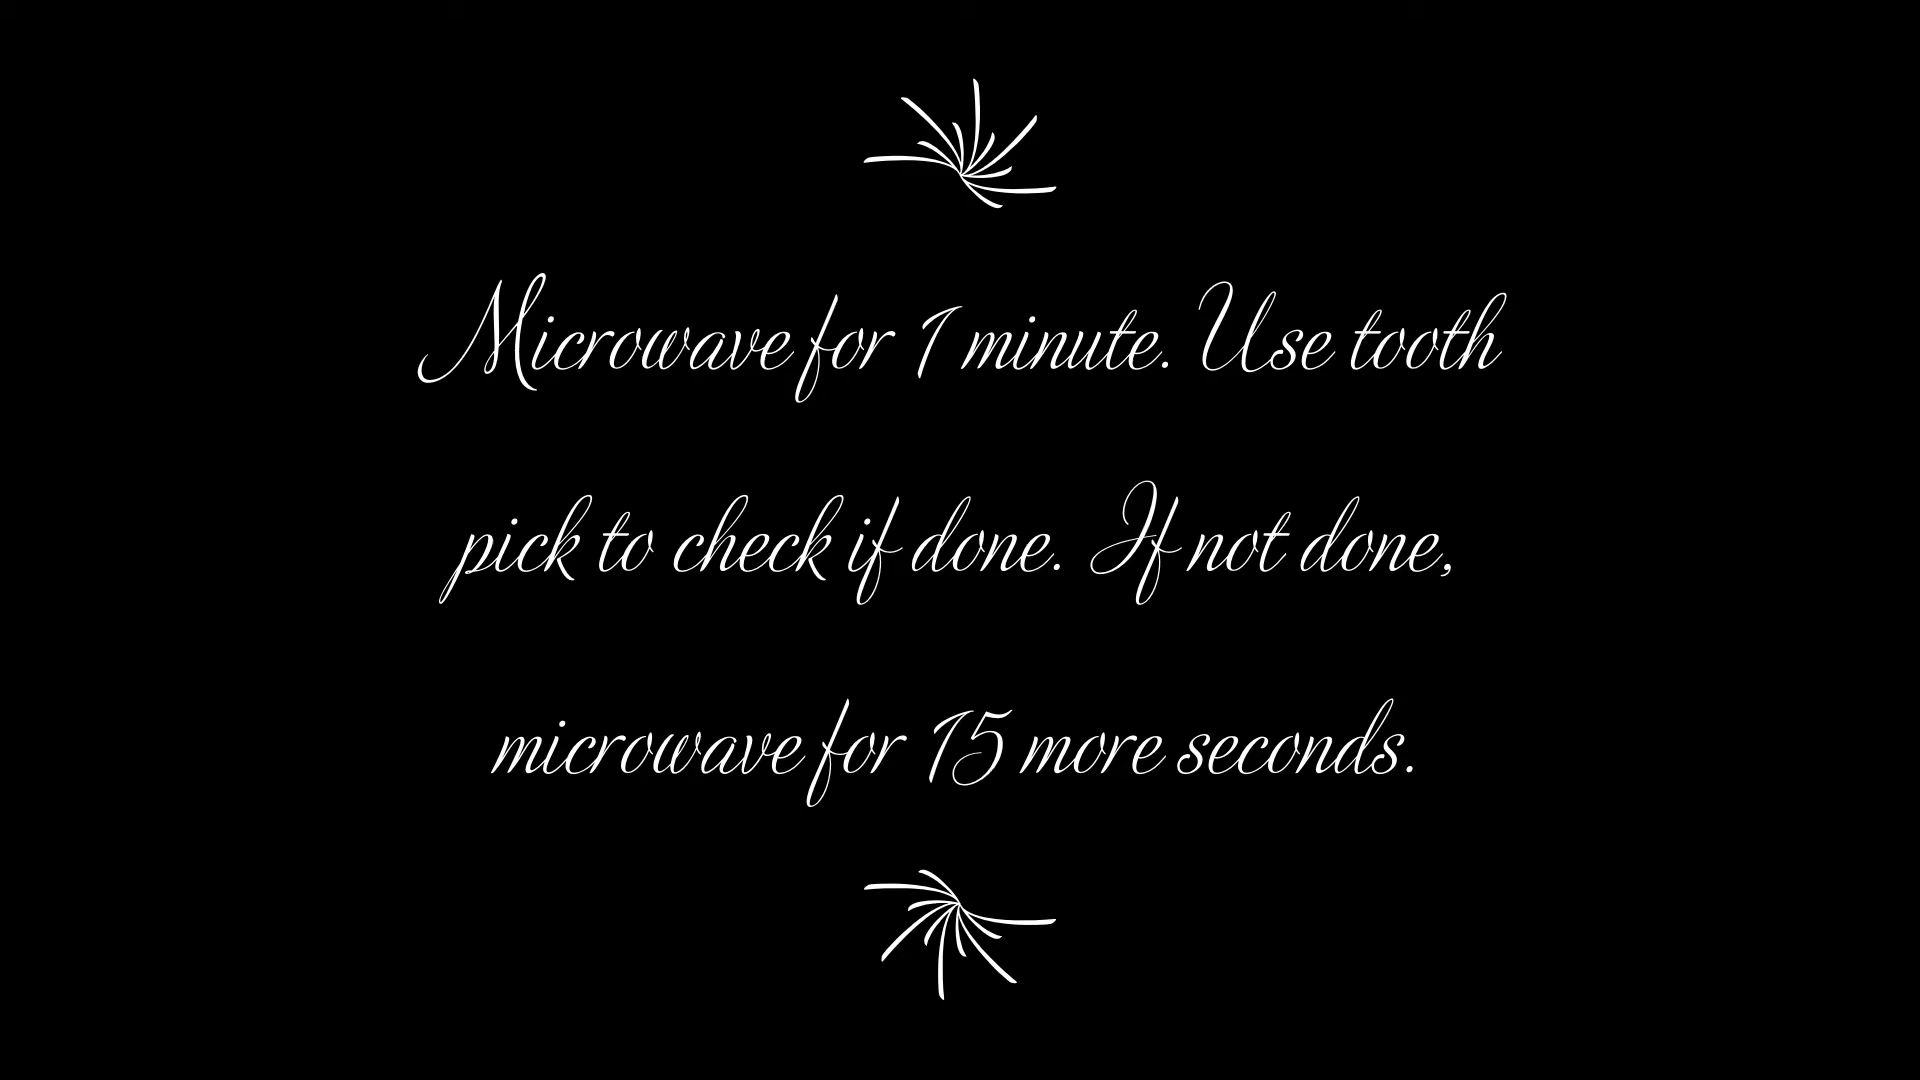 Microwave for 1 minute. Use tooth
pick to check if done. If not done,
microwave for 15 more seconds.